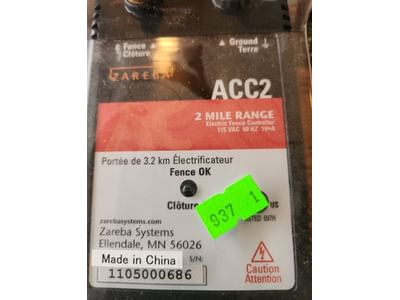 Fence
Clôture
Ground
Terre
ZAREBA
ACC2
2 MILE RANGE
Electric Fence Controller
115 VAC 60 HZ
Portée de 3.2 km Électrificateur
Fence OK
Clôture
937 1
us
LISTED
zarebasystems.com
Zareba Systems
Ellendale, MN 56026
Made in China
S/N:
1105000686
Caution
Attention